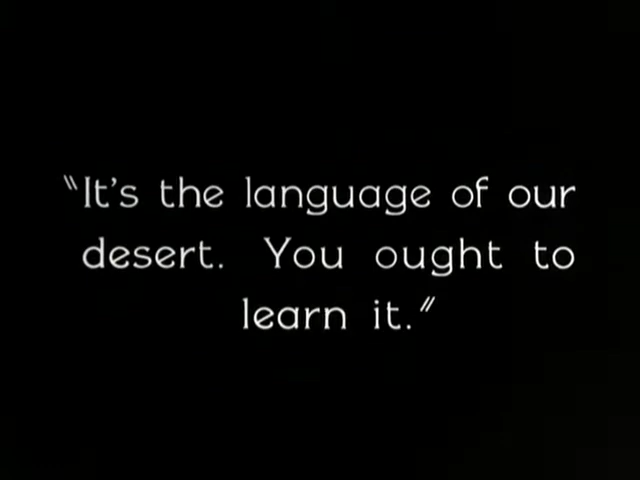 "It's the language of our
desert. You ought to
learn it."